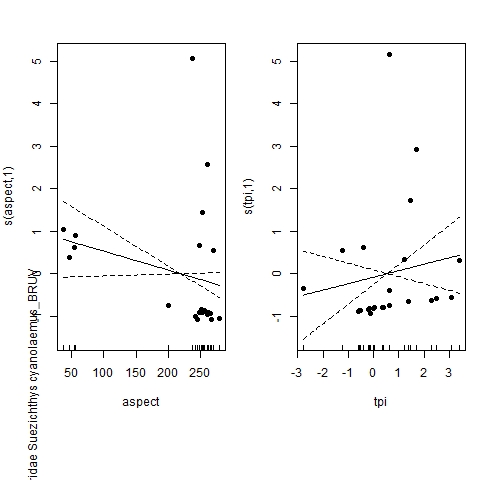 s(aspect,1)
5
4
3
2
1
0
-1
50 100 150 200 250
aspect
ridae Suezichthys cyanolaemus_BRUV
s(tpi,1)
5
4
3
2
1
0
-1
-3 -2 -1 0 1 2 3
tpi